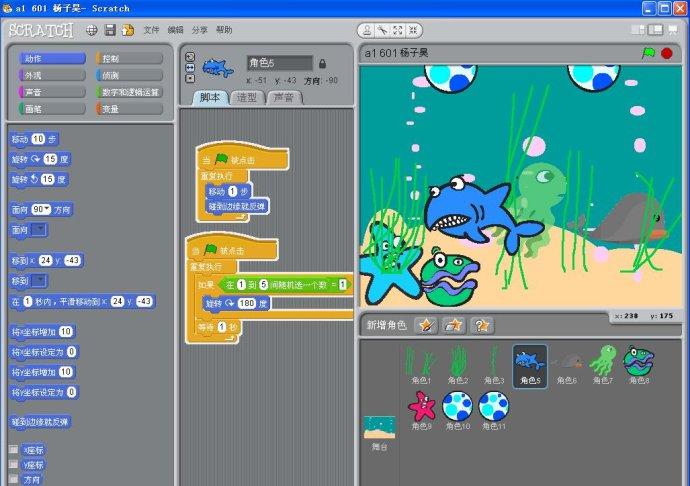 a1 601 杨子昊- Scratch
SCRATCH 文件 编辑 分享 帮助
动作 控制
外观 侦测
声音 数字和逻辑运算
画笔 变量
移动 10 步
旋转 15 度
旋转 15 度
面向 90 方向
面向
移到 x: 24 y: -43
移到
在 1 秒内，平滑移动到 x: 24 y: -43
将x坐标增加 10
将x坐标设定为 0
将y坐标增加 10
将y坐标设定为 0
碰到边缘就反弹
x座标
y座标
方向
角色5
x: -51 y: -43 方向: -90
脚本 造型 声音
当 被点击
重复执行
移动 1 步
碰到边缘就反弹
当 被点击
重复执行
如果 在 1 到 5 间随机选一个数 = 1
旋转 180 度
等待 1 秒
a1 601 杨子昊
x: 238 y: 175
新增角色
角色1 角色2 角色3 角色5 角色6 角色7 角色8
角色9 角色10 角色11
舞台